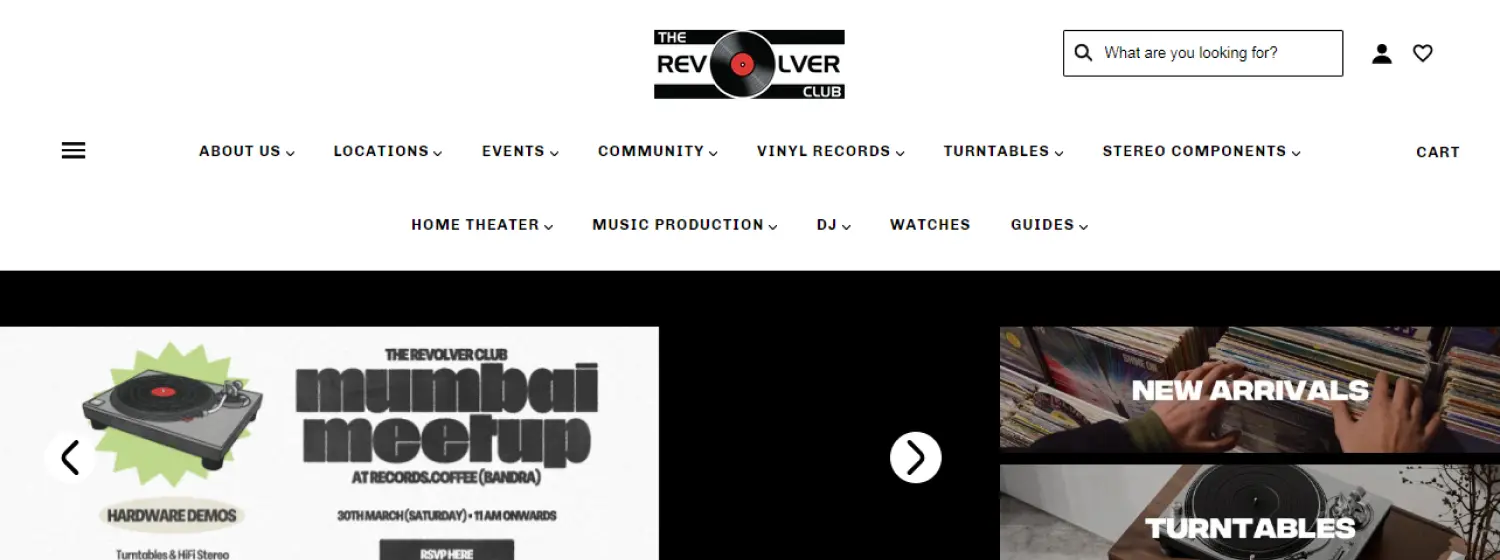 THE
REVOLVER
CLUB
What are you looking for?
ABOUT US LOCATIONS EVENTS COMMUNITY VINYL RECORDS TURNTABLES STEREO COMPONENTS CART
HOME THEATER MUSIC PRODUCTION DJ WATCHES GUIDES
THE REVOLVER CLUB
mumbai
meetup
AT RECORDS.COFFEE (BANDRA)
HARDWARE DEMOS
30TH MARCH (SATURDAY) • 11 AM ONWARDS
Turntables & HiFi Stereo
RSVP HERE
NEW ARRIVALS
TURNTABLES